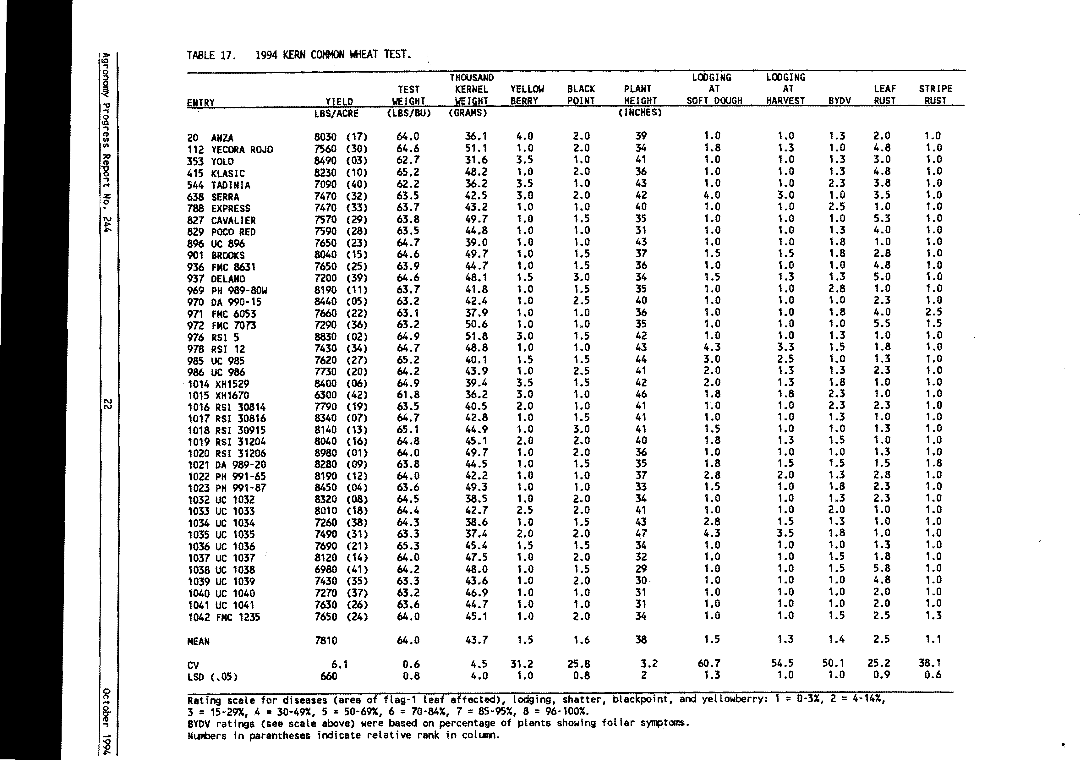 TABLE 17. 1994 KERN COMMON WHEAT TEST.
THOUSAND LODGING LODGING
TEST KERNEL YELLOW BLACK PLANT AT AT LEAF STRIPE
ENTRY YIELD WEIGHT WEIGHT BERRY POINT HEIGHT SOFT DOUGH HARVEST BYDV RUST RUST
LBS/ACRE (LBS/BU) (GRAMS) (INCHES)
20 ANZA 8030 (17) 64.0 36.1 4.0 2.0 39 1.0 1.0 1.3 2.0 1.0
112 YECORA ROJO 7560 (30) 64.6 51.1 1.0 2.0 34 1.8 1.3 1.0 4.8 1.0
353 YOLO 8490 (03) 62.7 31.6 3.5 1.0 41 1.0 1.0 1.3 3.0 1.0
415 KLASIC 8230 (10) 65.2 48.2 1.0 2.0 36 1.0 1.0 1.3 4.8 1.0
544 TADINIA 7090 (40) 62.2 36.2 3.5 1.0 43 1.0 1.0 2.3 3.8 1.0
638 SERRA 7470 (32) 63.5 42.5 3.0 2.0 42 4.0 3.0 1.0 3.5 1.0
788 EXPRESS 7470 (33) 63.7 43.2 1.0 1.0 40 1.0 1.0 2.5 1.0 1.0
827 CAVALIER 7570 (29) 63.8 49.7 1.0 1.5 35 1.0 1.0 1.0 5.3 1.0
829 POCO RED 7590 (28) 63.5 44.8 1.0 1.0 31 1.0 1.0 1.3 4.0 1.0
896 UC 896 7650 (23) 64.7 39.0 1.0 1.0 43 1.0 1.0 1.8 1.0 1.0
901 BROOKS 8040 (15) 64.6 49.7 1.0 1.5 37 1.5 1.5 1.8 2.8 1.0
936 FMC 8631 7650 (25) 63.9 44.7 1.0 1.5 36 1.0 1.0 1.0 4.8 1.0
937 DELANO 7200 (39) 64.6 48.1 1.5 3.0 34 1.5 1.3 1.3 5.0 1.0
969 PH 989-80W 8190 (11) 63.7 41.8 1.0 1.5 35 1.0 1.0 2.8 1.0 1.0
970 DA 990-15 8440 (05) 63.2 42.4 1.0 2.5 40 1.0 1.0 1.0 2.3 1.0
971 FMC 6053 7660 (22) 63.1 37.9 1.0 1.0 36 1.0 1.0 1.8 4.0 2.5
972 FMC 7073 7290 (36) 63.2 50.6 1.0 1.0 35 1.0 1.0 1.0 5.5 1.5
976 RSI 5 8830 (02) 64.9 51.8 3.0 1.5 42 1.0 1.0 1.3 1.0 1.0
978 RSI 12 7430 (34) 64.7 48.8 1.0 1.0 43 4.3 3.3 1.5 1.8 1.0
985 UC 985 7620 (27) 65.2 40.1 1.5 1.5 44 3.0 2.5 1.0 1.3 1.0
986 UC 986 7730 (20) 64.2 43.9 1.0 2.5 41 2.0 1.3 1.3 2.3 1.0
1014 XH1529 8400 (06) 64.9 39.4 3.5 1.5 42 2.0 1.3 1.8 1.0 1.0
1015 XH1670 6300 (42) 61.8 36.2 3.0 1.0 46 1.8 1.8 2.3 1.0 1.0
1016 RSI 30814 7790 (19) 63.5 40.5 2.0 1.0 41 1.0 1.0 2.3 2.3 1.0
1017 RSI 30816 8340 (07) 64.7 42.8 1.0 1.5 41 1.0 1.0 1.3 1.0 1.0
1018 RSI 30915 8140 (13) 65.1 44.9 1.0 3.0 41 1.5 1.0 1.0 1.3 1.0
1019 RSI 31204 8040 (16) 64.8 45.1 2.0 2.0 40 1.8 1.3 1.5 1.0 1.0
1020 RSI 31206 8980 (01) 64.0 49.7 1.0 2.0 36 1.0 1.0 1.0 1.3 1.0
1021 DA 989-20 8280 (09) 63.8 44.5 1.0 1.5 35 1.8 1.5 1.5 1.5 1.8
1022 PH 991-65 8190 (12) 64.0 42.2 1.0 1.0 37 2.8 2.0 1.3 2.8 1.0
1023 PH 991-87 8450 (04) 63.6 49.3 1.0 1.0 33 1.5 1.0 1.8 2.3 1.0
1032 UC 1032 8320 (08) 64.5 38.5 1.0 2.0 34 1.0 1.0 1.3 2.3 1.0
1033 UC 1033 8010 (18) 64.4 42.7 2.5 2.0 41 1.0 1.0 2.0 1.0 1.0
1034 UC 1034 7260 (38) 64.3 38.6 1.0 1.5 43 2.8 1.5 1.3 1.0 1.0
1035 UC 1035 7490 (31) 63.3 37.4 2.0 2.0 47 4.3 3.5 1.8 1.0 1.0
1036 UC 1036 7690 (21) 65.3 45.4 1.5 1.5 34 1.0 1.0 1.0 1.3 1.0
1037 UC 1037 8120 (14) 64.0 47.5 1.0 2.0 32 1.0 1.0 1.5 1.8 1.0
1038 UC 1038 6980 (41) 64.2 48.0 1.0 1.5 29 1.0 1.0 1.5 5.8 1.0
1039 UC 1039 7430 (35) 63.3 43.6 1.0 2.0 30 1.0 1.0 1.0 4.8 1.0
1040 UC 1040 7270 (37) 63.2 46.9 1.0 1.0 31 1.0 1.0 1.0 2.0 1.0
1041 UC 1041 7630 (26) 63.6 44.7 1.0 1.0 31 1.0 1.0 1.0 2.0 1.0
1042 FMC 1235 7650 (24) 64.0 45.1 1.0 2.0 34 1.0 1.0 1.5 2.5 1.3
MEAN 7810 64.0 43.7 1.5 1.6 38 1.5 1.3 1.4 2.5 1.1
CV 6.1 0.6 4.5 31.2 25.8 3.2 60.7 54.5 50.1 25.2 38.1
LSD (.05) 660 0.8 4.0 1.0 0.8 2 1.3 1.0 1.0 0.9 0.6
Rating scale for diseases (area of flag-1 leaf affected), lodging, shatter, blackpoint, and yellowberry: 1 = 0-3%, 2 = 4-14%,
3 = 15-29%, 4 = 30-49%, 5 = 50-69%, 6 = 70-84%, 7 = 85-95%, 8 = 96-100%.
BYDV ratings (see scale above) were based on percentage of plants showing foliar symptoms.
Numbers in parentheses indicate relative rank in column.
Agronomy Progress Report No. 244
22
October 1994